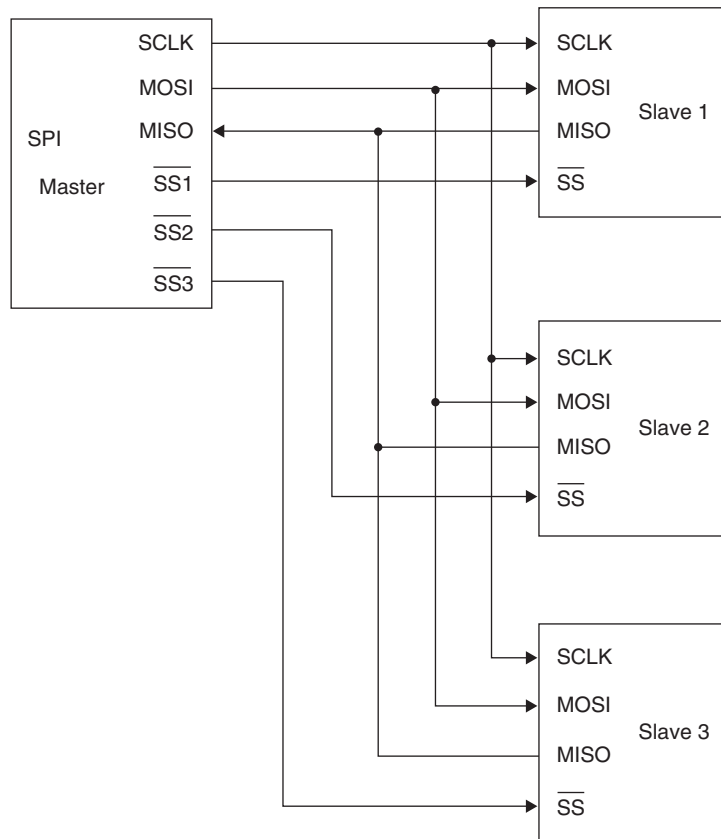 SPI
Master
SCLK
MOSI
MISO
SS1
SS2
SS3
SCLK
MOSI
MISO
SS
Slave 1
SCLK
MOSI
MISO
SS
Slave 2
SCLK
MOSI
MISO
SS
Slave 3